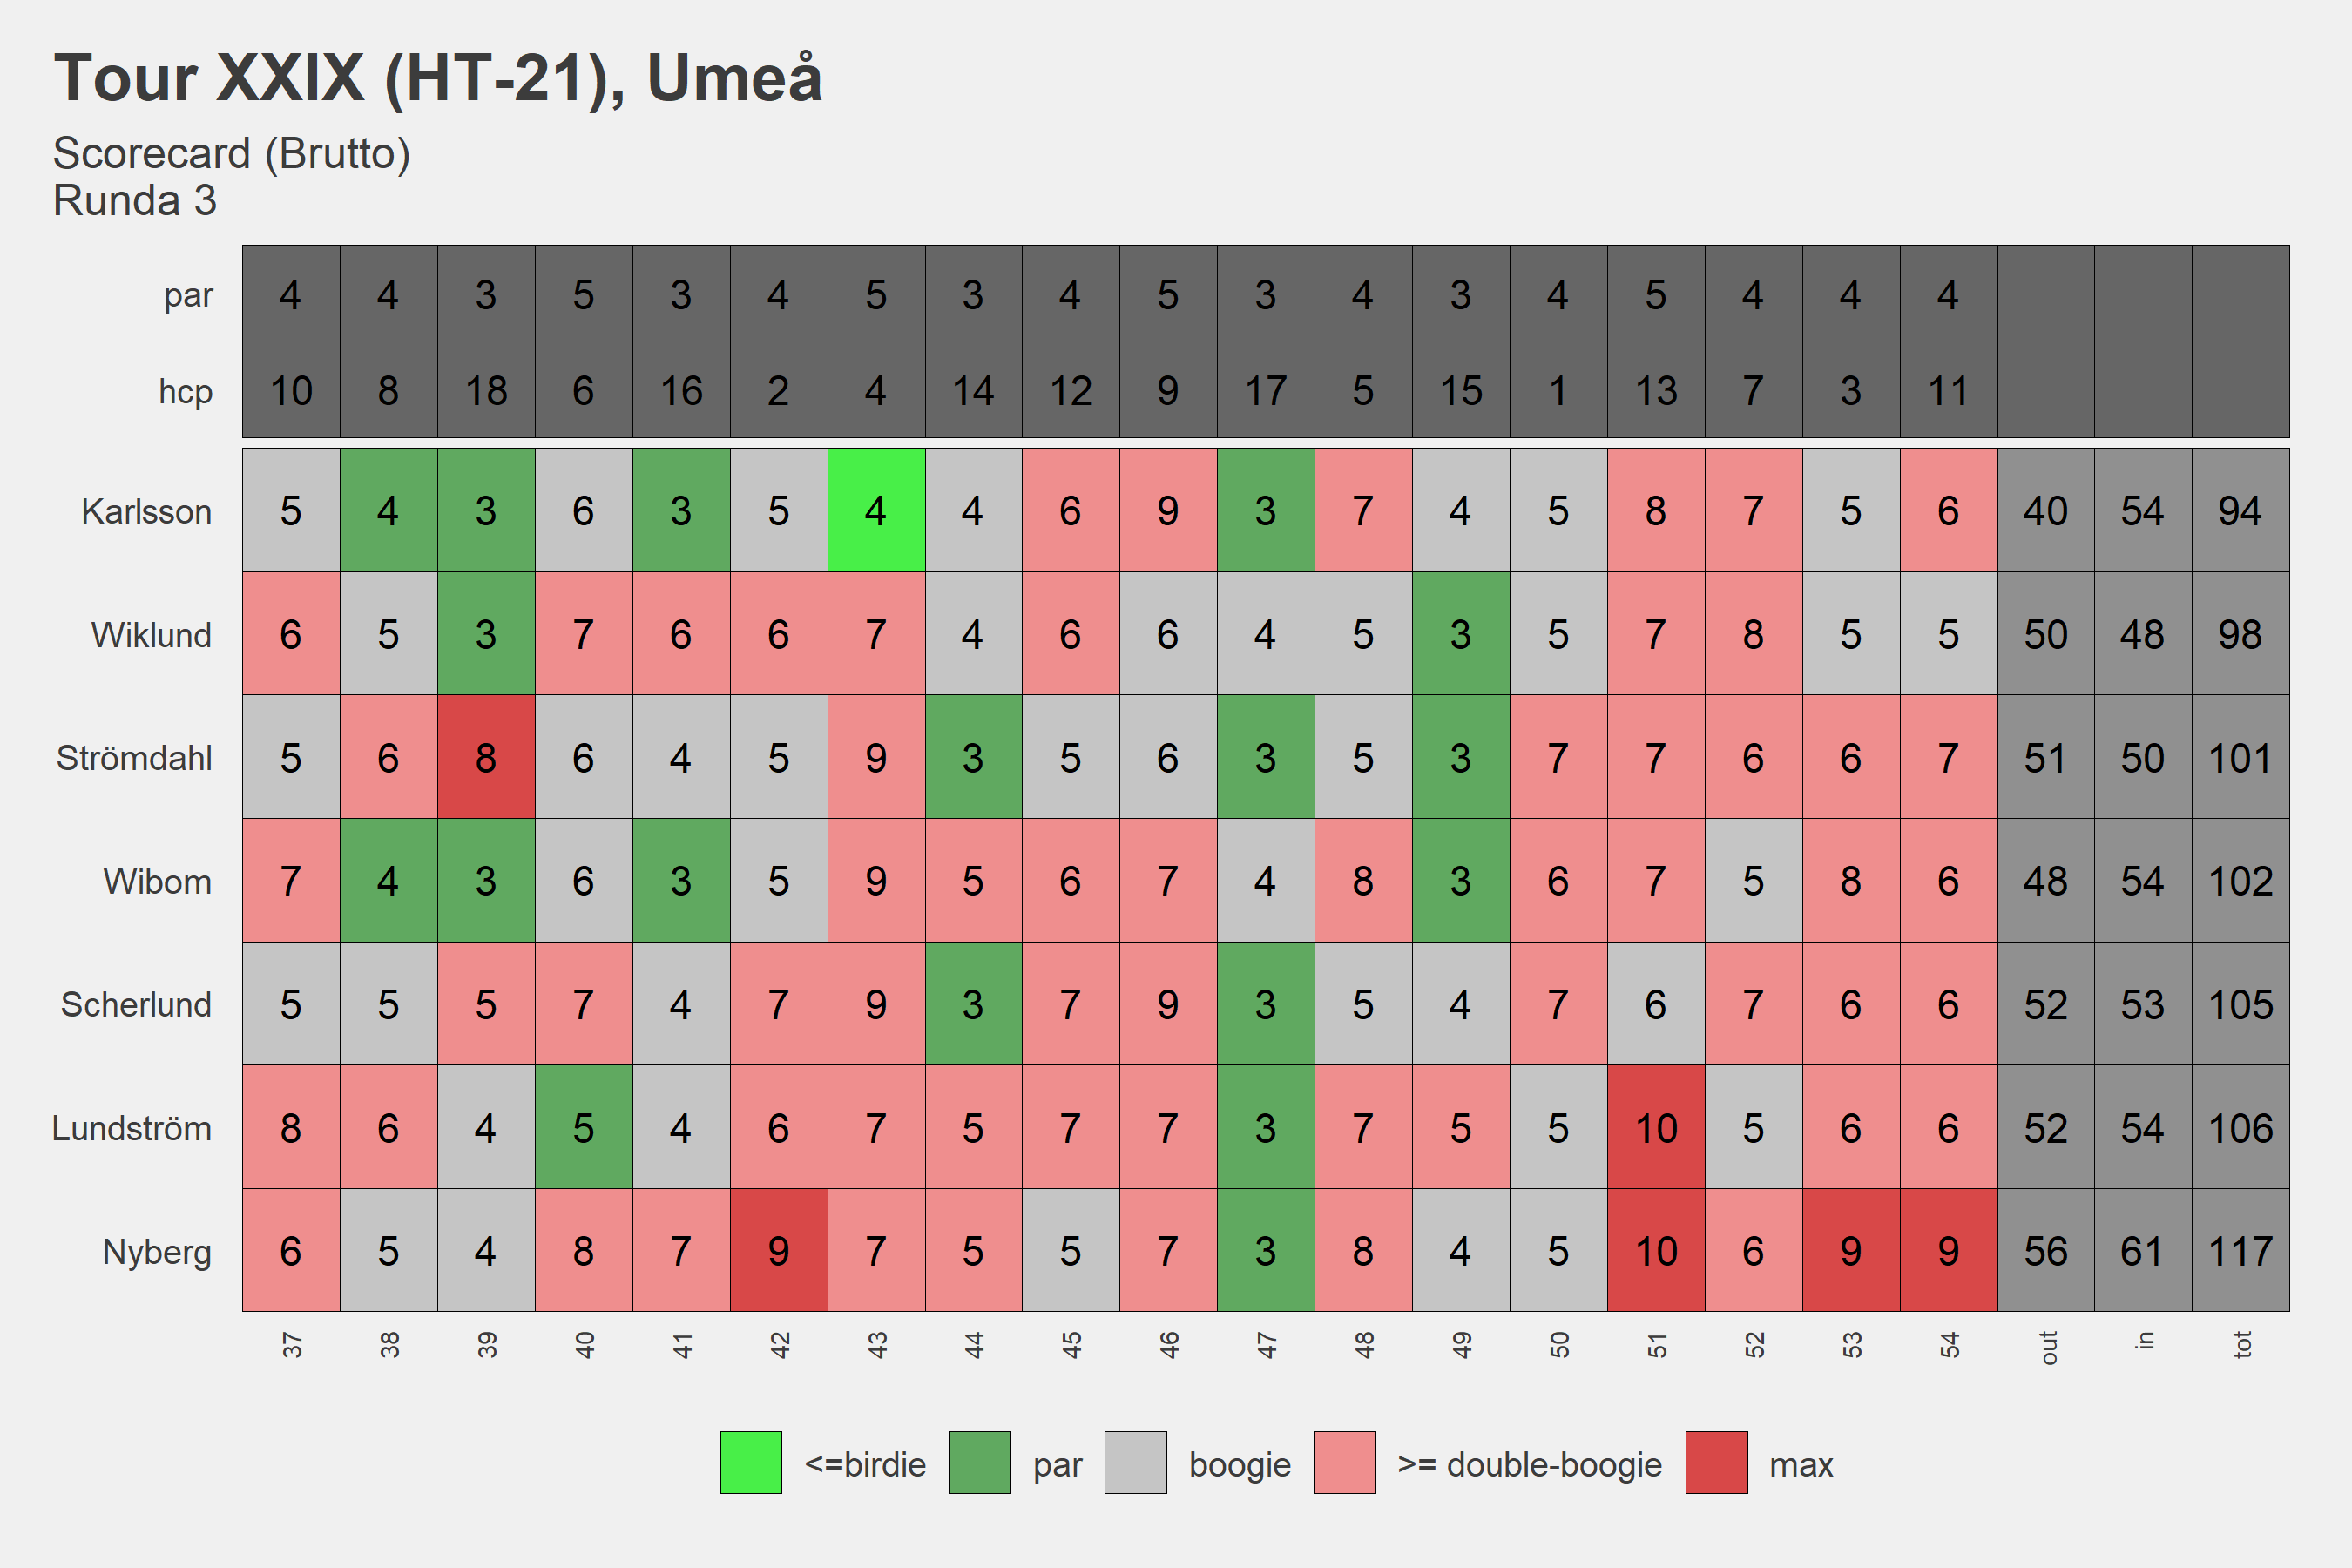 Tour XXIX (HT-21), Umeå
Scorecard (Brutto)
Runda 3
par 4 4 3 5 3 4 5 3 4 5 3 4 3 4 5 4 4 4
hcp 10 8 18 6 16 2 4 14 12 9 17 5 15 1 13 7 3 11
Karlsson 5 4 3 6 3 5 4 4 6 9 3 7 4 5 8 7 5 6 40 54 94
Wiklund 6 5 3 7 6 6 7 4 6 6 4 5 3 5 7 8 5 5 50 48 98
Strömdahl 5 6 8 6 4 5 9 3 5 6 3 5 3 7 7 6 6 7 51 50 101
Wibom 7 4 3 6 3 5 9 5 6 7 4 8 3 6 7 5 8 6 48 54 102
Scherlund 5 5 5 7 4 7 9 3 7 9 3 5 4 7 6 7 6 6 52 53 105
Lundström 8 6 4 5 4 6 7 5 7 7 3 7 5 5 10 5 6 6 52 54 106
Nyberg 6 5 4 8 7 9 7 5 5 7 3 8 4 5 10 6 9 9 56 61 117
37 38 39 40 41 42 43 44 45 46 47 48 49 50 51 52 53 54 out in tot
<=birdie par boogie >= double-boogie max